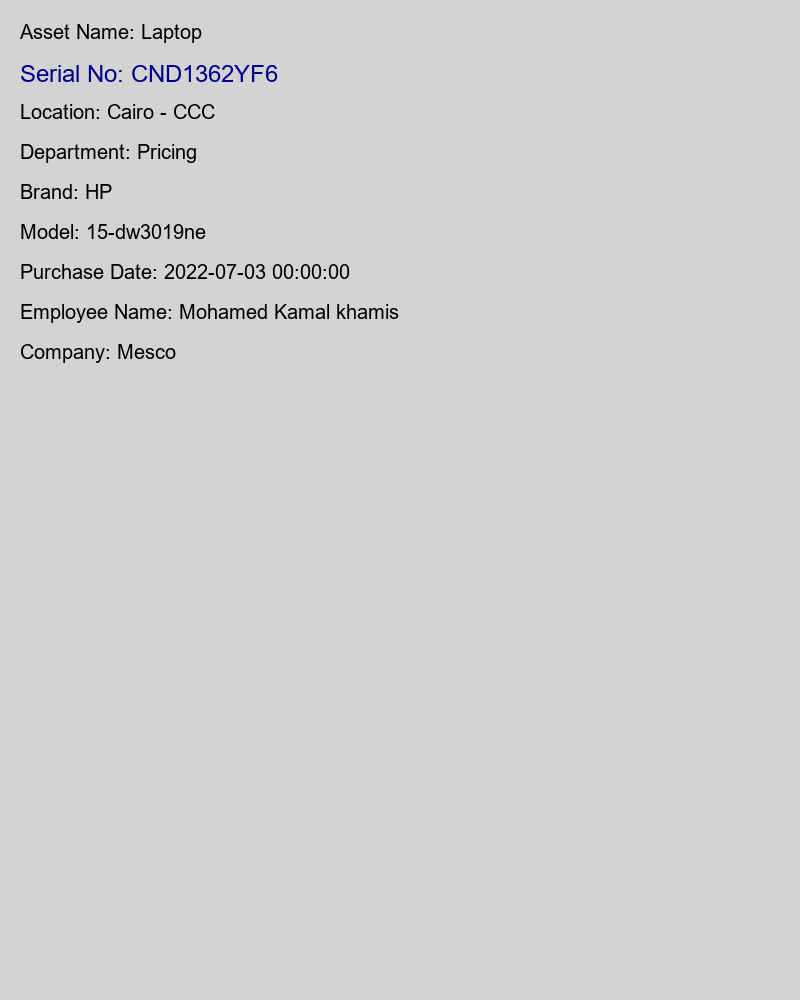 Asset Name: Laptop
Serial No: CND1362YF6
Location: Cairo - CCC
Department: Pricing
Brand: HP
Model: 15-dw3019ne
Purchase Date: 2022-07-03 00:00:00
Employee Name: Mohamed Kamal khamis
Company: Mesco